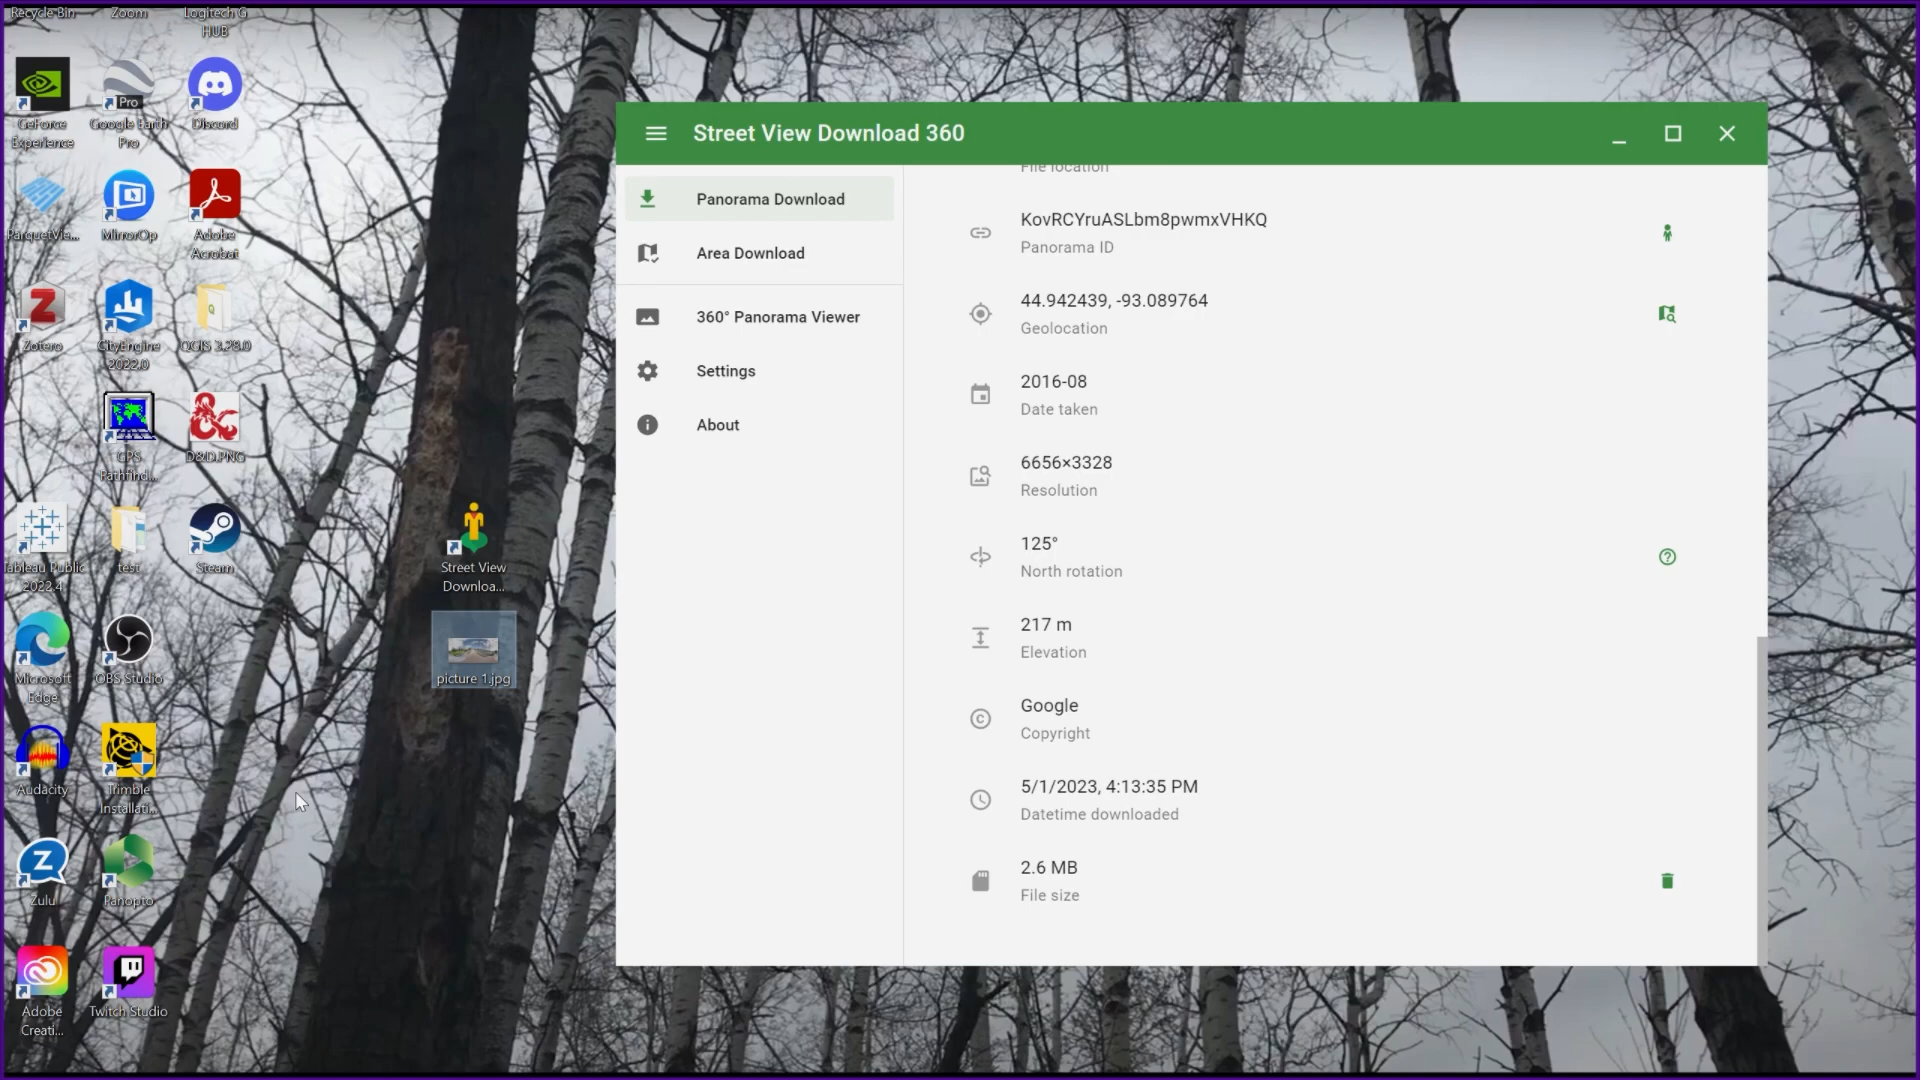 Recycle Bin
Zoom
Logitech G
HUB
GeForce
Experience
Pro
Google Earth
Pro
Discord
ParquetVie...
MirrorOp
Adobe
Acrobat
Zotero
CityEngine
2022.0
QGIS 3.28.0
GPS
Pathfind...
D&D.PNG
Tableau Public
2022.4
test
Steam
Microsoft
Edge
OBS Studio
Audacity
Trimble
Installati...
Zulu
Panopto
Adobe
Creati...
Twitch Studio
Street View
Downloa...
picture 1.jpg
Street View Download 360
Panorama Download
Area Download
360° Panorama Viewer
Settings
About
File location
KovRCYruASLbm8pwmxVHKQ
Panorama ID
44.942439, -93.089764
Geolocation
2016-08
Date taken
6656×3328
Resolution
125°
North rotation
217 m
Elevation
Google
Copyright
5/1/2023, 4:13:35 PM
Datetime downloaded
2.6 MB
File size